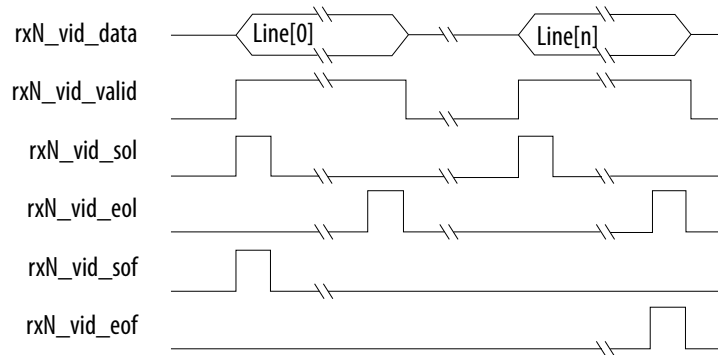 rxN_vid_data
Line[0]
Line[n]
rxN_vid_valid
rxN_vid_sol
rxN_vid_eol
rxN_vid_sof
rxN_vid_eof